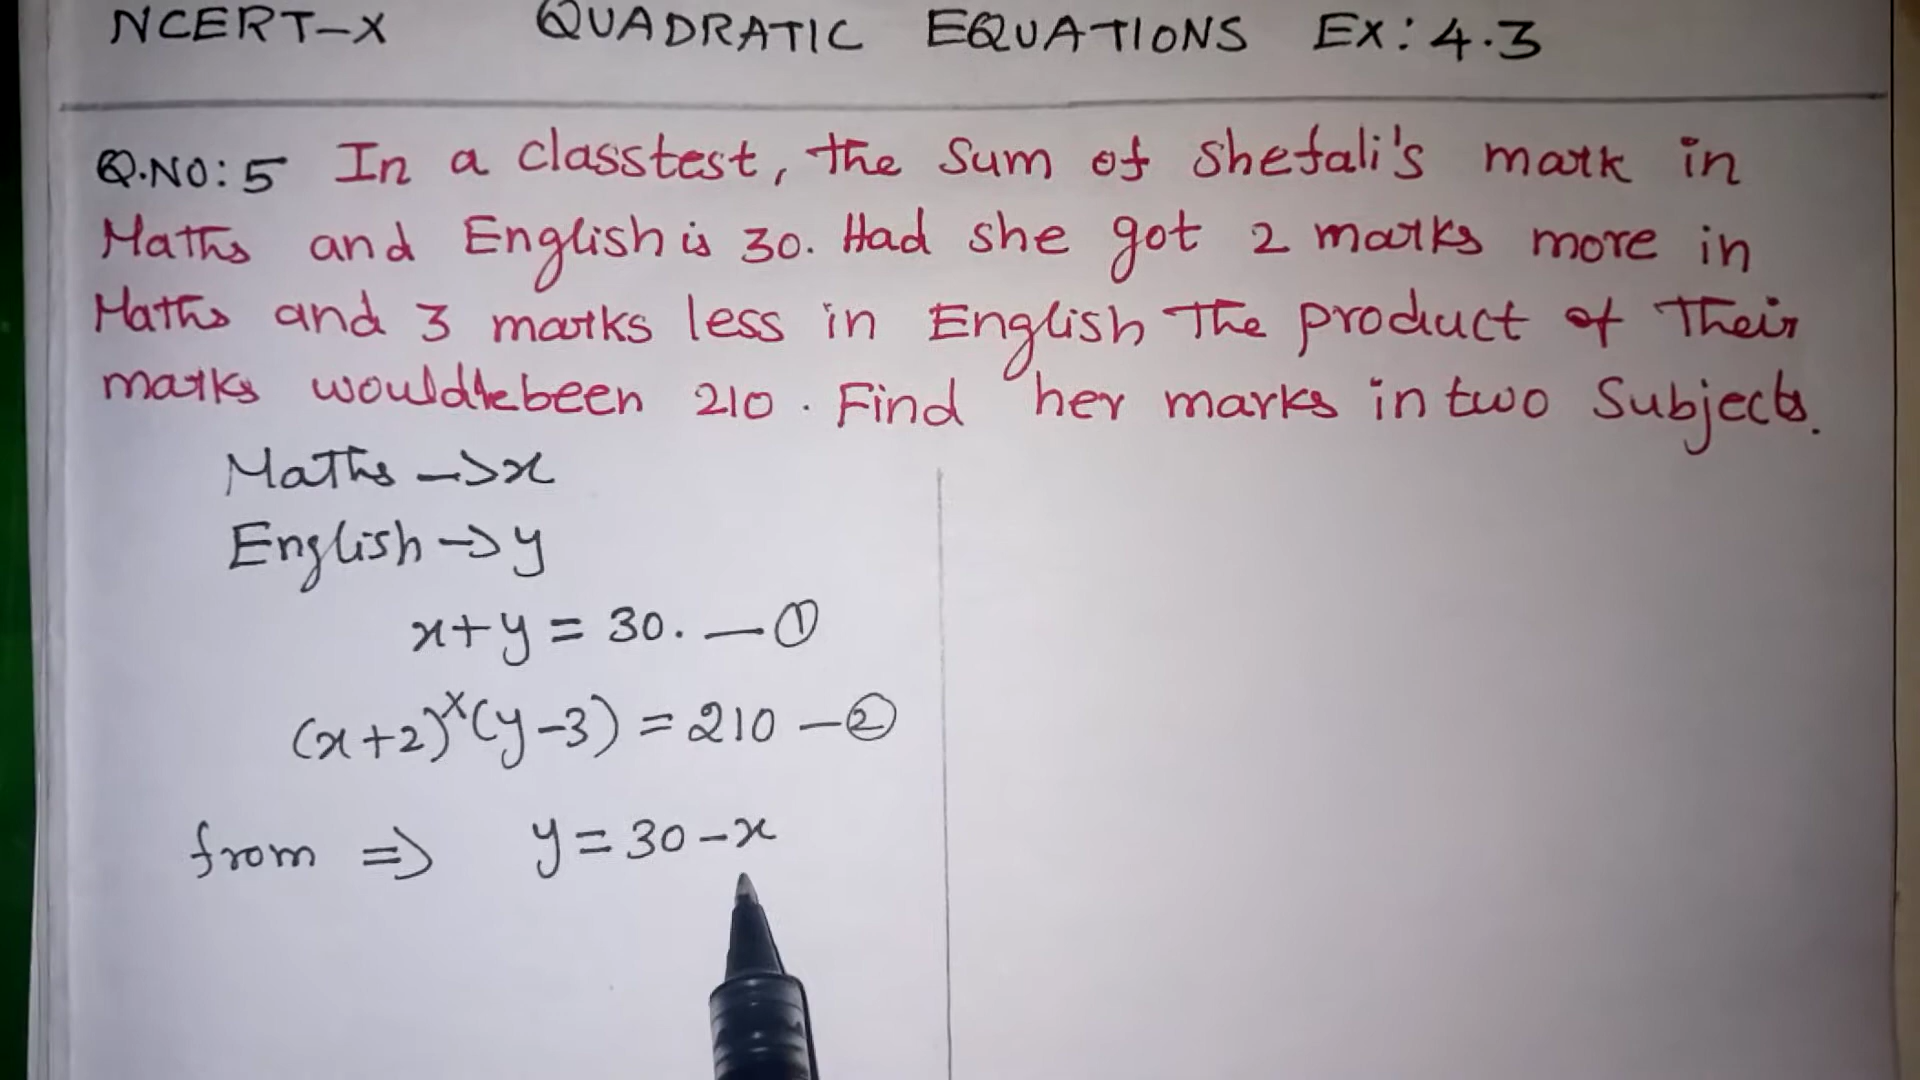 NCERT-X QUADRATIC EQUATIONS Ex: 4.3
Q.NO: 5 In a classtest, the Sum of Shefali's mark in
Maths and English is 30. Had she got 2 marks more in
Maths and 3 marks less in English The product of Their
marks would been 210. Find her marks in two Subjects.
Maths → x
English → y
x + y = 30. — ①
(x+2)×(y-3) = 210 — ②
from ⇒ y = 30 - x